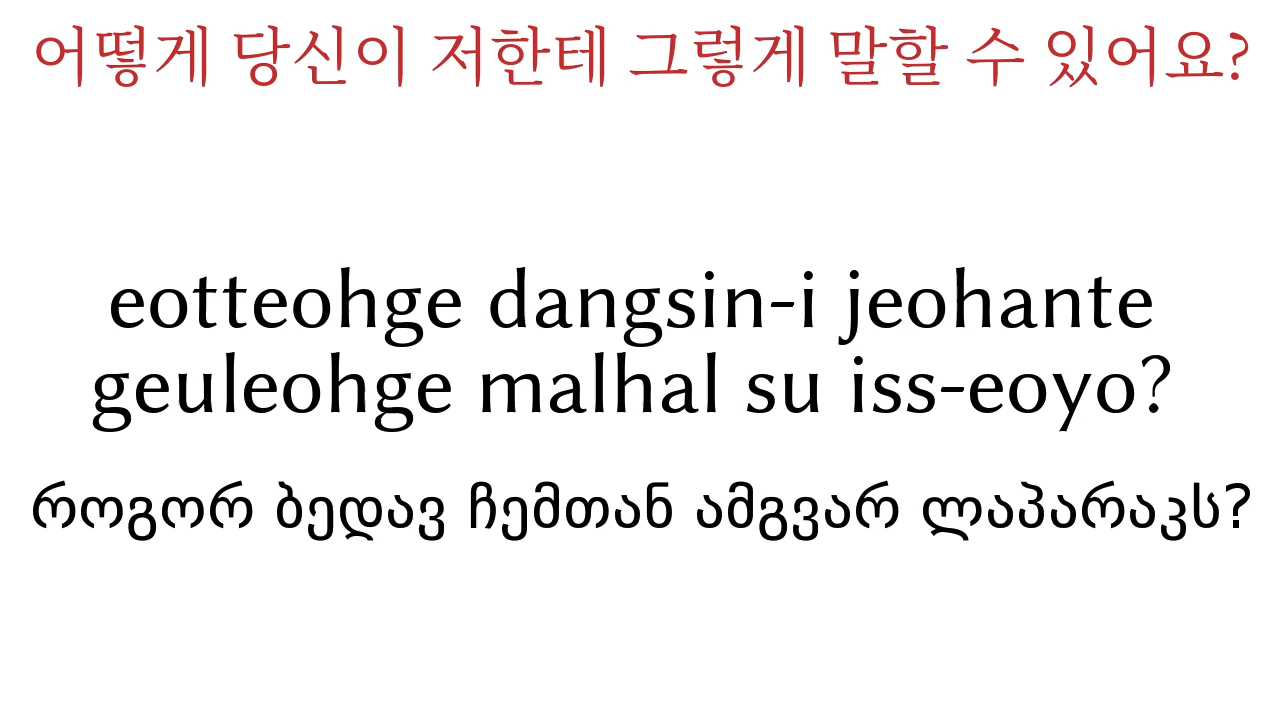 어떻게 당신이 저한테 그렇게 말할 수 있어요?
eotteohge dangsin-i jeohante
geuleohge malhal su iss-eoyo?
როგორ ბედავ ჩემთან ამგვარ ლაპარაკს?